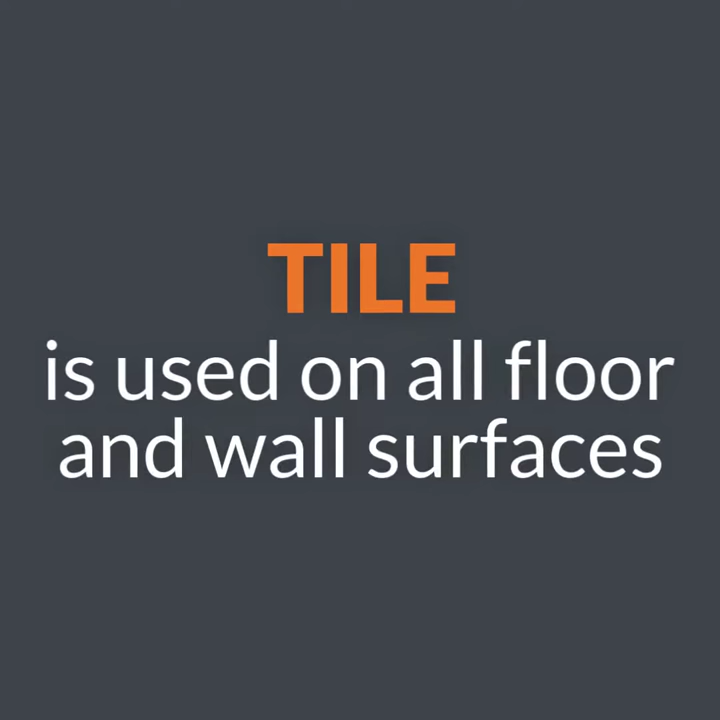 TILE
is used on all floor
and wall surfaces